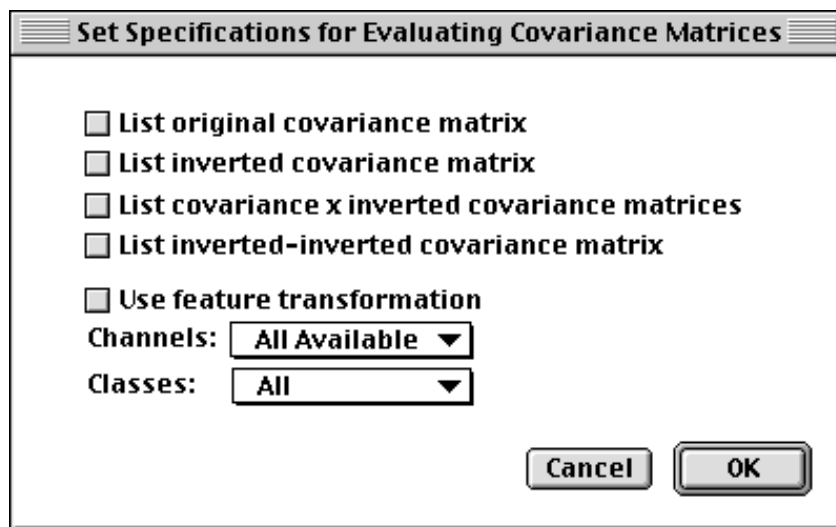 Set Specifications for Evaluating Covariance Matrices
List original covariance matrix
List inverted covariance matrix
List covariance x inverted covariance matrices
List inverted-inverted covariance matrix
Use feature transformation
Channels: All Available
Classes: All
Cancel OK